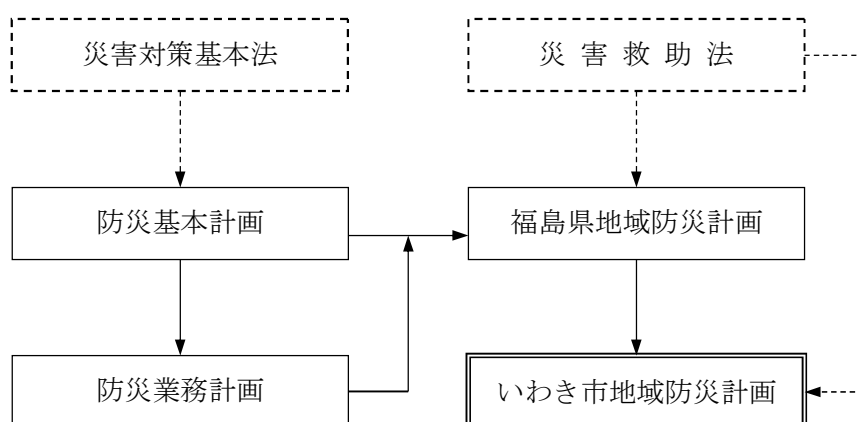 災害対策基本法
災害救助法
防災基本計画
福島県地域防災計画
防災業務計画
いわき市地域防災計画